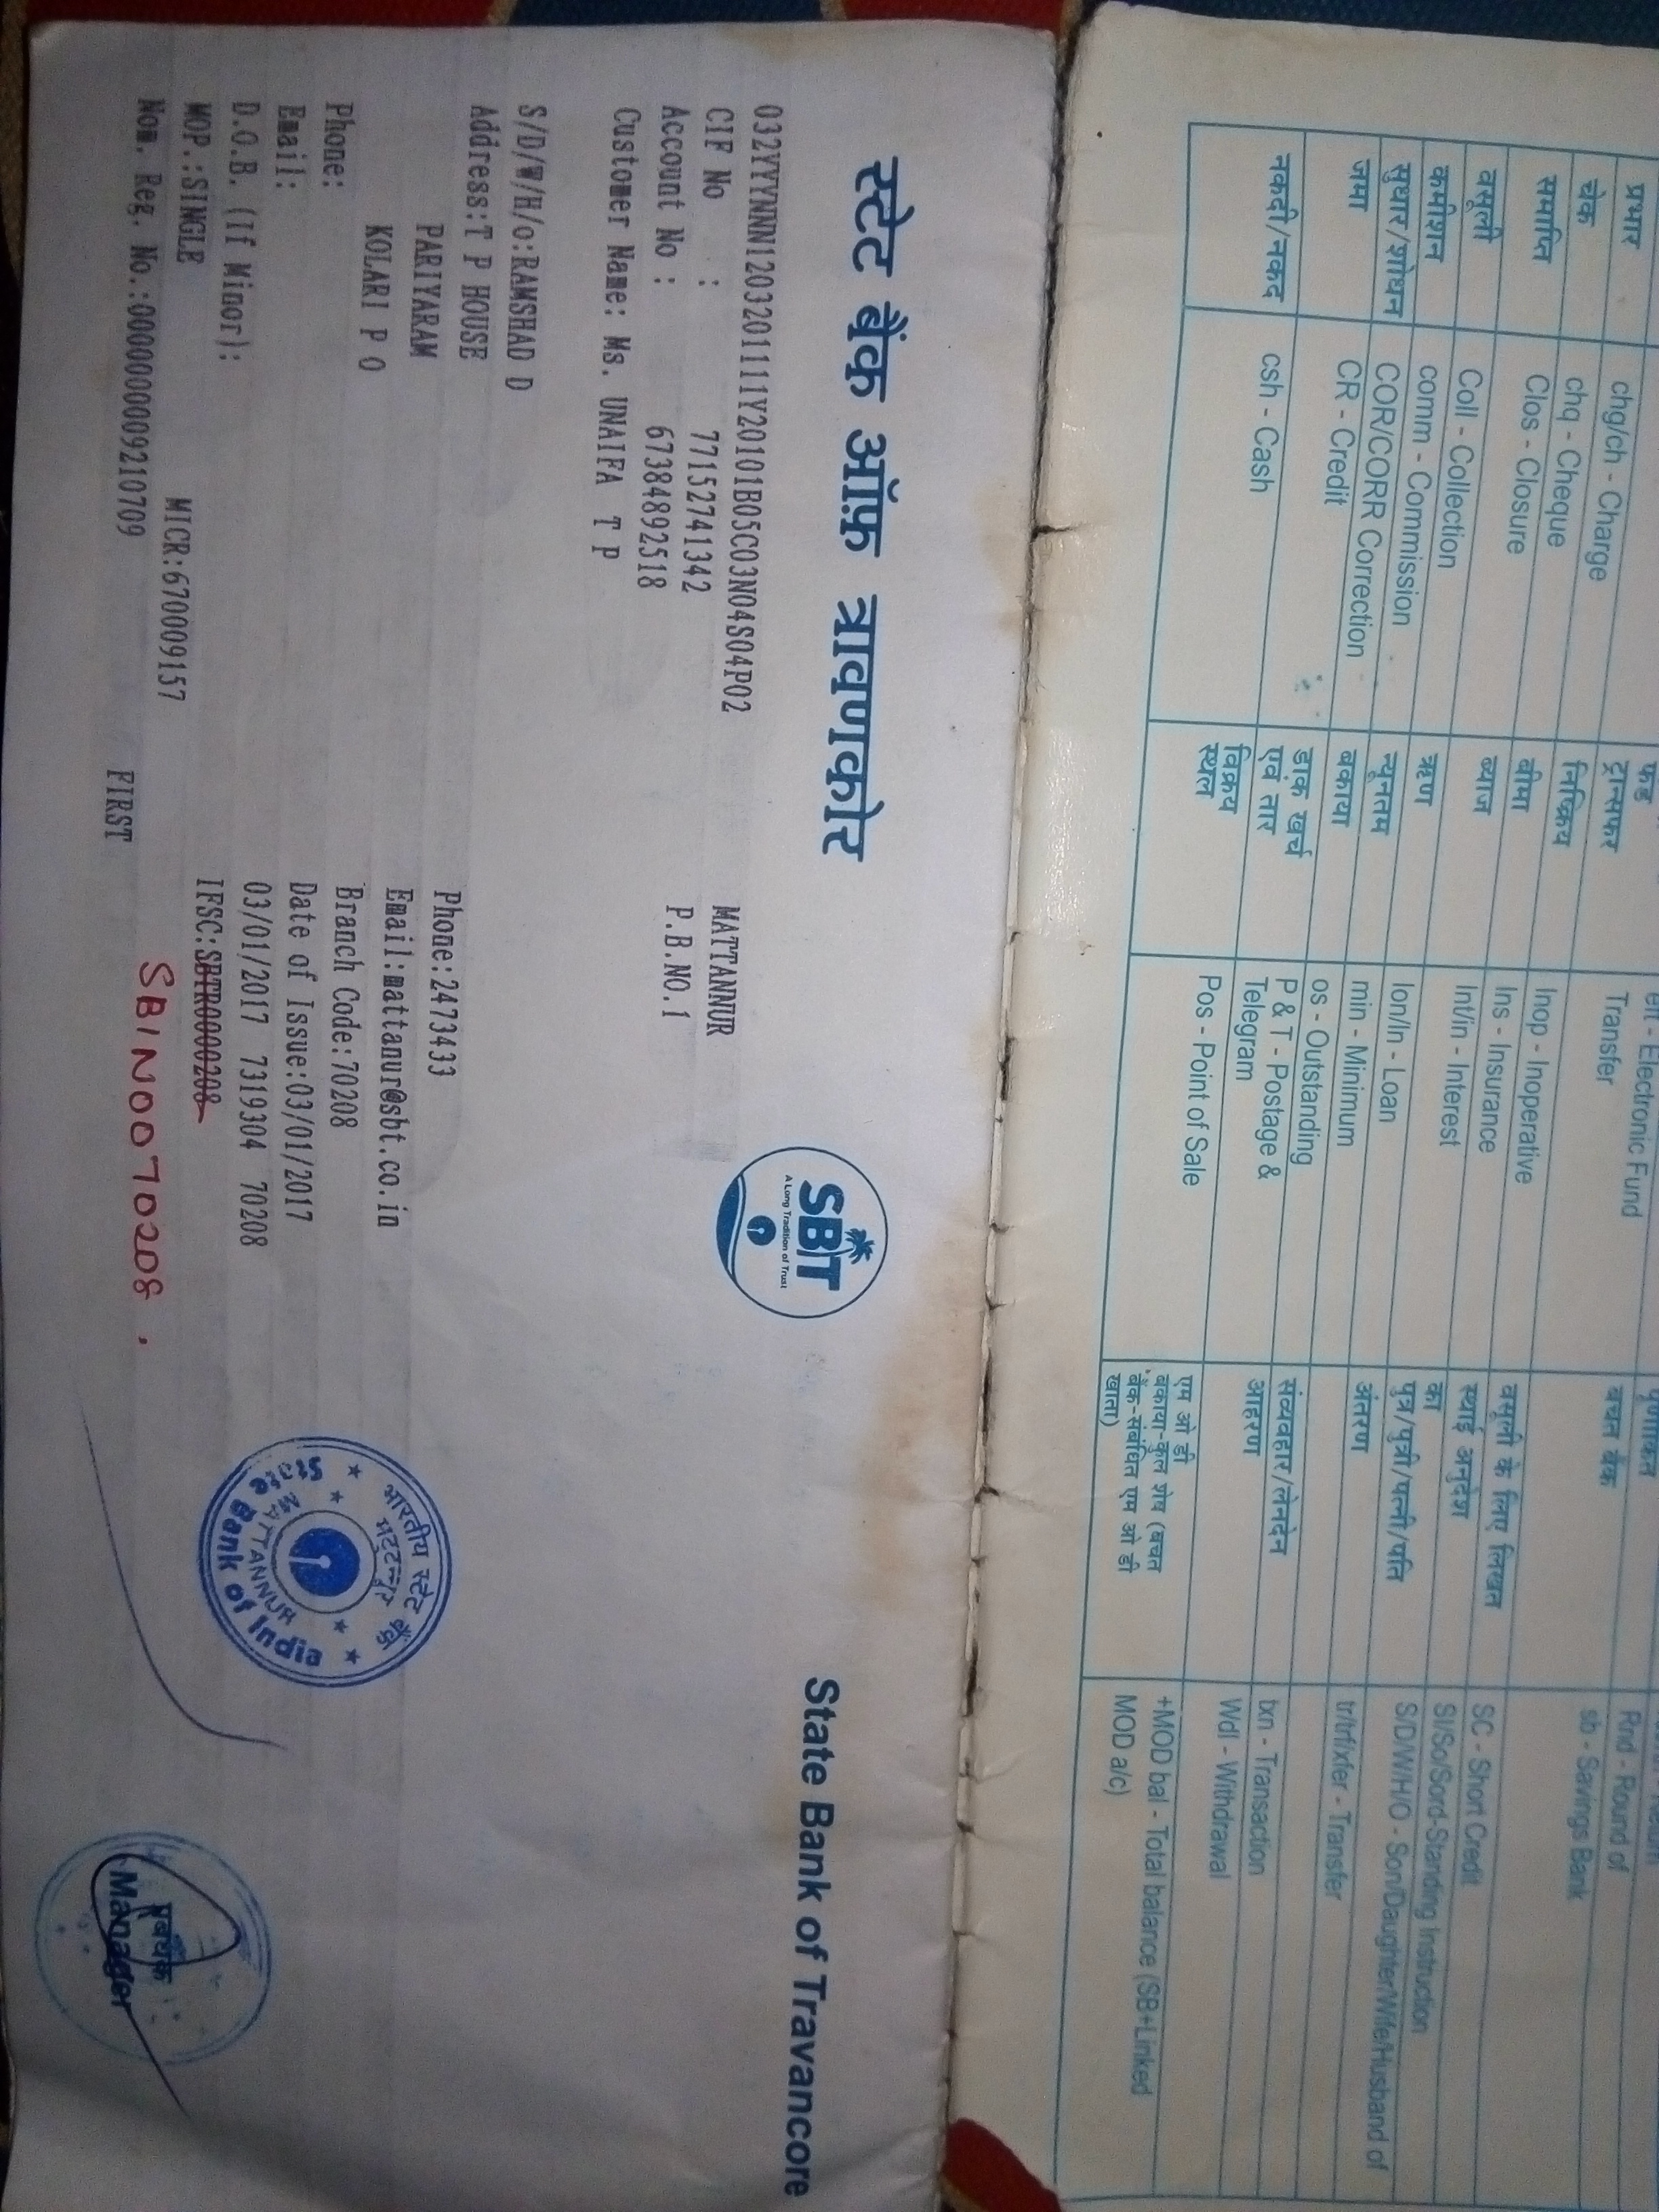 प्रभार chg/ch - Charge
चेक chq - Cheque
समाप्ति Clos - Closure
वसूली Coll - Collection
कमीशन comm - Commission
सुधार/शोधन COR/CORR Correction
जमा CR - Credit
नकदी/नकद csh - Cash
फंड eft - Electronic Fund
ट्रान्सफर Transfer
निष्क्रिय Inop - Inoperative
बीमा Ins - Insurance
ब्याज Int/in - Interest
ऋण lon/ln - Loan
न्यूनतम min - Minimum
बकाया os - Outstanding
डाक खर्च P & T - Postage &
एवं तार Telegram
विक्रय Pos - Point of Sale
स्थल
पूर्णांकन Rnd - Round of
बचत बैंक sb - Savings Bank
वसूली के लिए लिखत SC - Short Credit
स्थाई अनुदेश SI/So/Sord-Standing Instruction
का
पुत्र/पुत्री/पत्नी/पति S/D/W/H/O - Son/Daughter/Wife/Husband of
अंतरण tr/trf/xfer - Transfer
संव्यवहार/लेनदेन txn - Transaction
आहरण Wdl - Withdrawal
एम ओ डी +MOD bal - Total balance (SB+Linked
बकाया-कुल शेष (बचत MOD a/c)
बैंक-संबंधित एम ओ डी
खाता)
स्टेट बैंक ऑफ़ त्रावणकोर
SBT
A Long Tradition of Trust
State Bank of Travancore
032YYYNNN1203201111Y20101B05C03N04S04P02
CIF No : 77152741342
Account No : 67384892518
Customer Name: Ms. UNAIFA T P
S/D/W/H/o:RAMSHAD D
Address:T P HOUSE
PARIYARAM
KOLARI P O
Phone:
Email:
D.O.B. (If Minor):
MOP.:SINGLE
MICR:670009157
Nom. Reg. No.:0000000009210709
FIRST
MATTANNUR
P.B.NO.1
Phone:2473433
Email:mattanur@sbt.co.in
Branch Code:70208
Date of Issue:03/01/2017
03/01/2017 7319304 70208
IFSC:SBTR0000208
SBIN0070208.
भारतीय स्टेट बैंक
मट्टन्नूर
MATTANNUR
State Bank of India
प्रबंधक
Manager